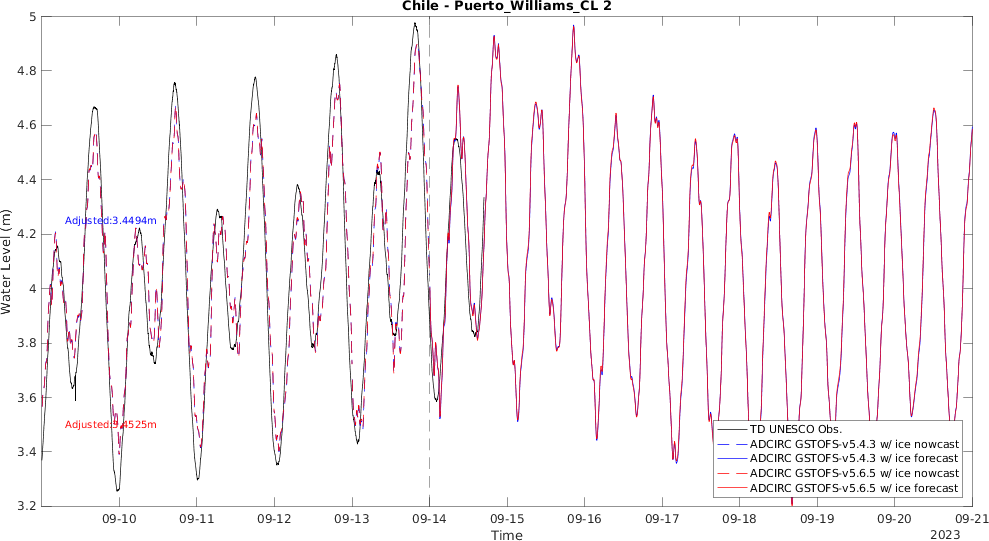 Chile - Puerto_Williams_CL 2
Water Level (m)
5
4.8
4.6
4.4
4.2
4
3.8
3.6
3.4
3.2
Adjusted:3.4494m
Adjusted:3.4525m
TD UNESCO Obs.
ADCIRC GSTOFS-v5.4.3 w/ ice nowcast
ADCIRC GSTOFS-v5.4.3 w/ ice forecast
ADCIRC GSTOFS-v5.6.5 w/ ice nowcast
ADCIRC GSTOFS-v5.6.5 w/ ice forecast
09-10 09-11 09-12 09-13 09-14 09-15 09-16 09-17 09-18 09-19 09-20 09-21
Time
2023